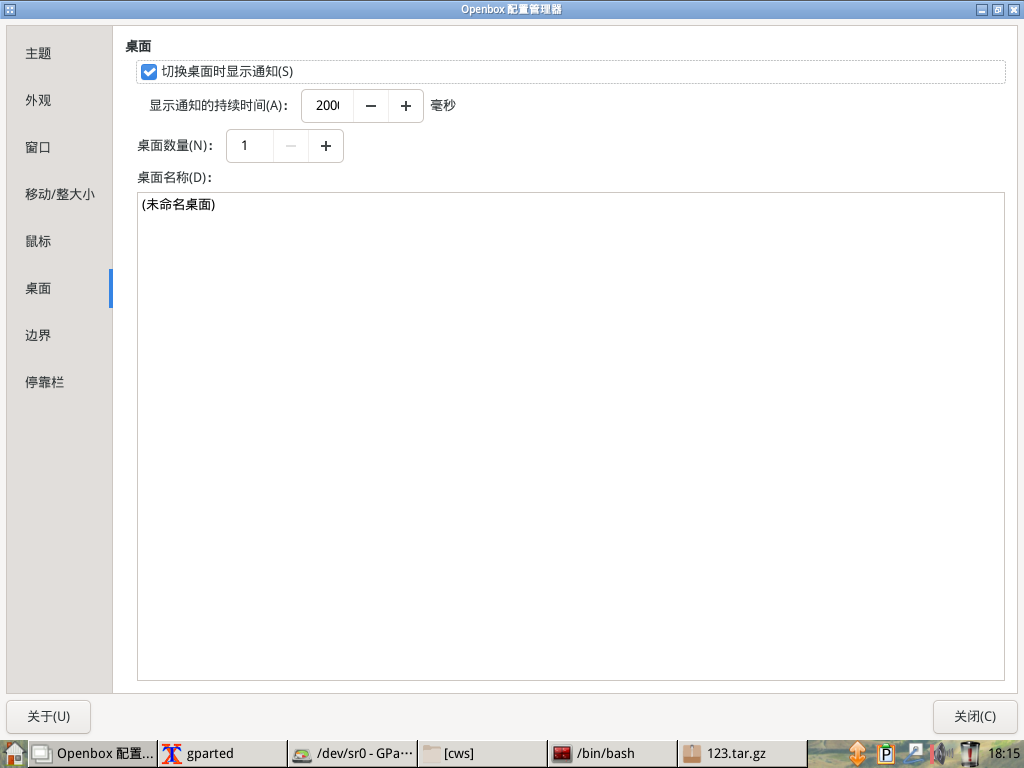 Openbox 配置管理器
主题
外观
窗口
移动/整大小
鼠标
桌面
边界
停靠栏
桌面
切换桌面时显示通知(S)
显示通知的持续时间(A)： 200 毫秒
桌面数量(N)： 1
桌面名称(D)：
(未命名桌面)
关于(U)
关闭(C)
Openbox 配置...
gparted
/dev/sr0 - GPa⋯
[cws]
/bin/bash
123.tar.gz
P
18:15